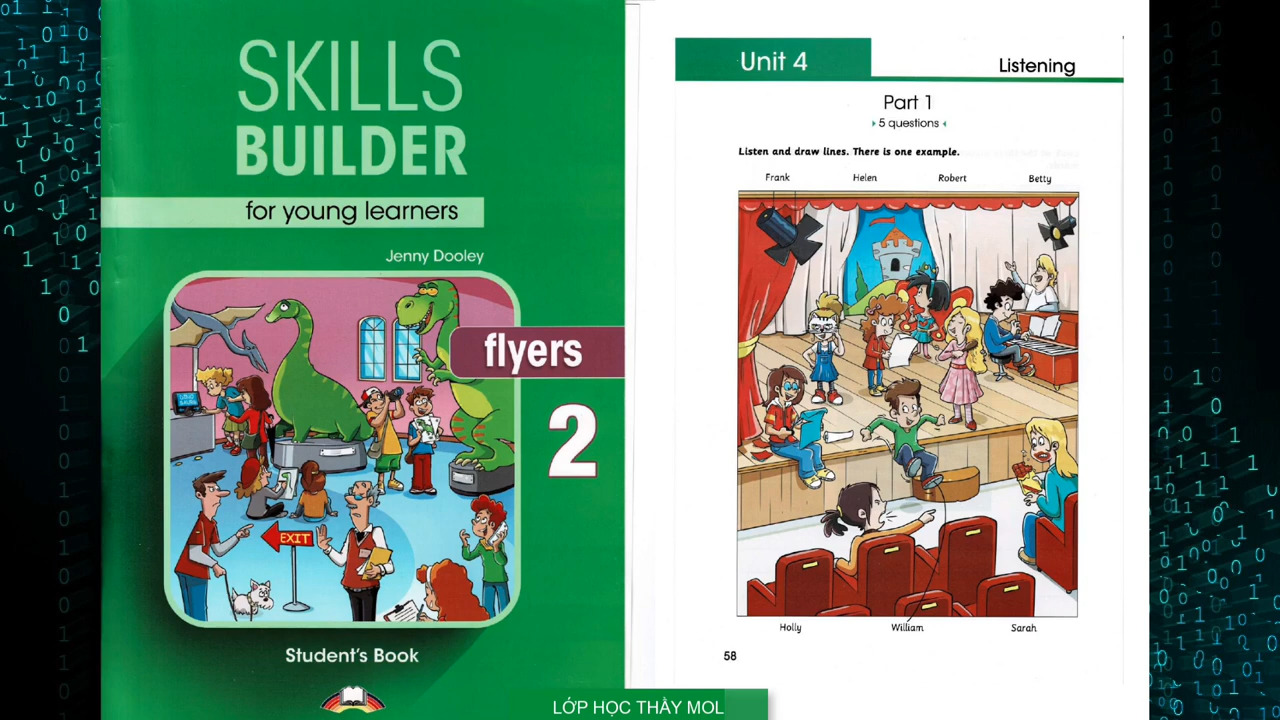 SKILLS
BUILDER
for young learners
Jenny Dooley
flyers
2
EXIT
Student's Book
Unit 4
Listening
Part 1
5 questions
Listen and draw lines. There is one example.
Frank Helen Robert Betty
Holly William Sarah
58
LỚP HỌC THẦY MOL